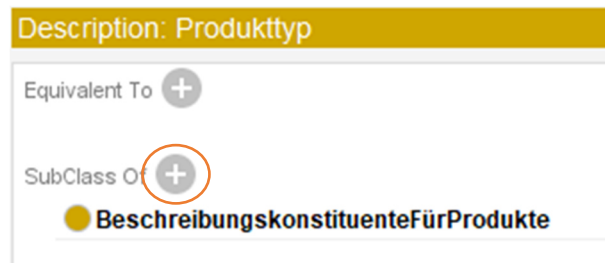 Description: Produkttyp
Equivalent To
SubClass Of
BeschreibungskonstituenteFürProdukte